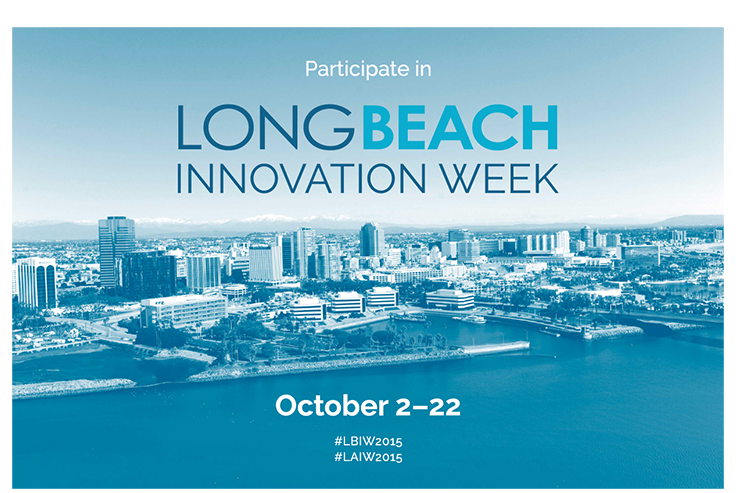 Participate in
LONGBEACH
INNOVATION WEEK
October 2–22
#LBIW2015
#LAIW2015